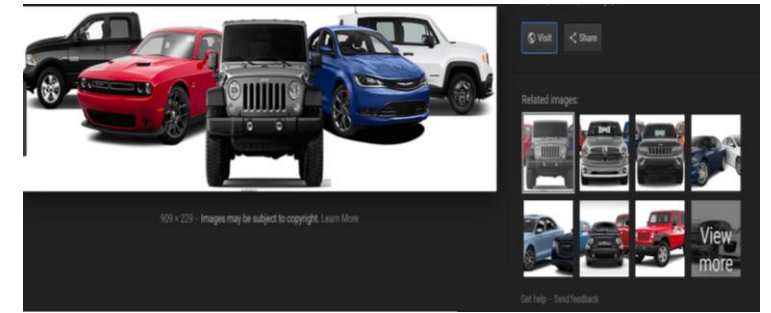 Visit
Share
Related images:
909 × 229 - Images may be subject to copyright. Learn More
View
more
Get help - Send feedback